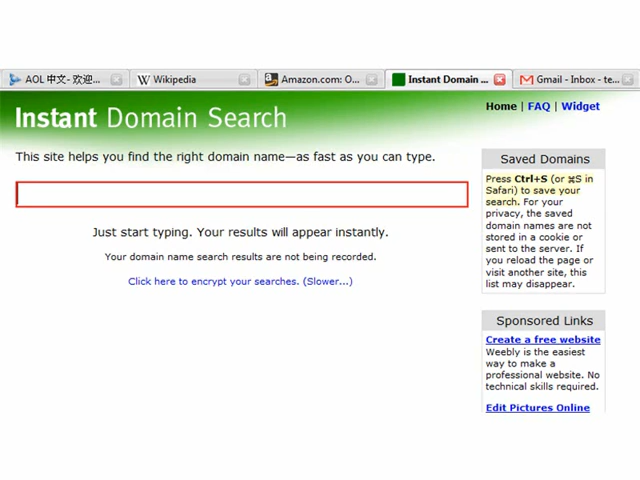 AOL 中文- 欢迎...
Wikipedia
Amazon.com: O...
Instant Domain ...
Gmail - Inbox - te...
Instant Domain Search
Home | FAQ | Widget
This site helps you find the right domain name—as fast as you can type.
Just start typing. Your results will appear instantly.
Your domain name search results are not being recorded.
Click here to encrypt your searches. (Slower...)
Saved Domains
Press Ctrl+S (or ⌘S in
Safari) to save your
search. For your
privacy, the saved
domain names are not
stored in a cookie or
sent to the server. If
you reload the page or
visit another site, this
list may disappear.
Sponsored Links
Create a free website
Weebly is the easiest
way to make a
professional website. No
technical skills required.
Edit Pictures Online